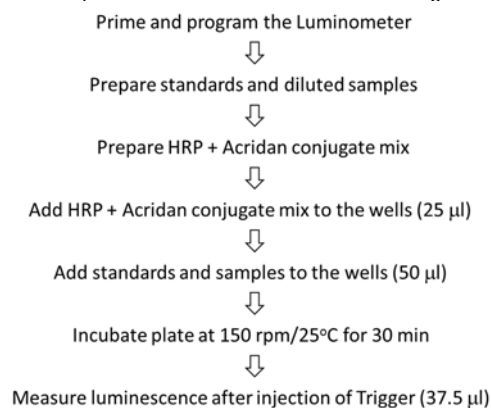 Prime and program the Luminometer
Prepare standards and diluted samples
Prepare HRP + Acridan conjugate mix
Add HRP + Acridan conjugate mix to the wells (25 µl)
Add standards and samples to the wells (50 µl)
Incubate plate at 150 rpm/25°C for 30 min
Measure luminescence after injection of Trigger (37.5 µl)